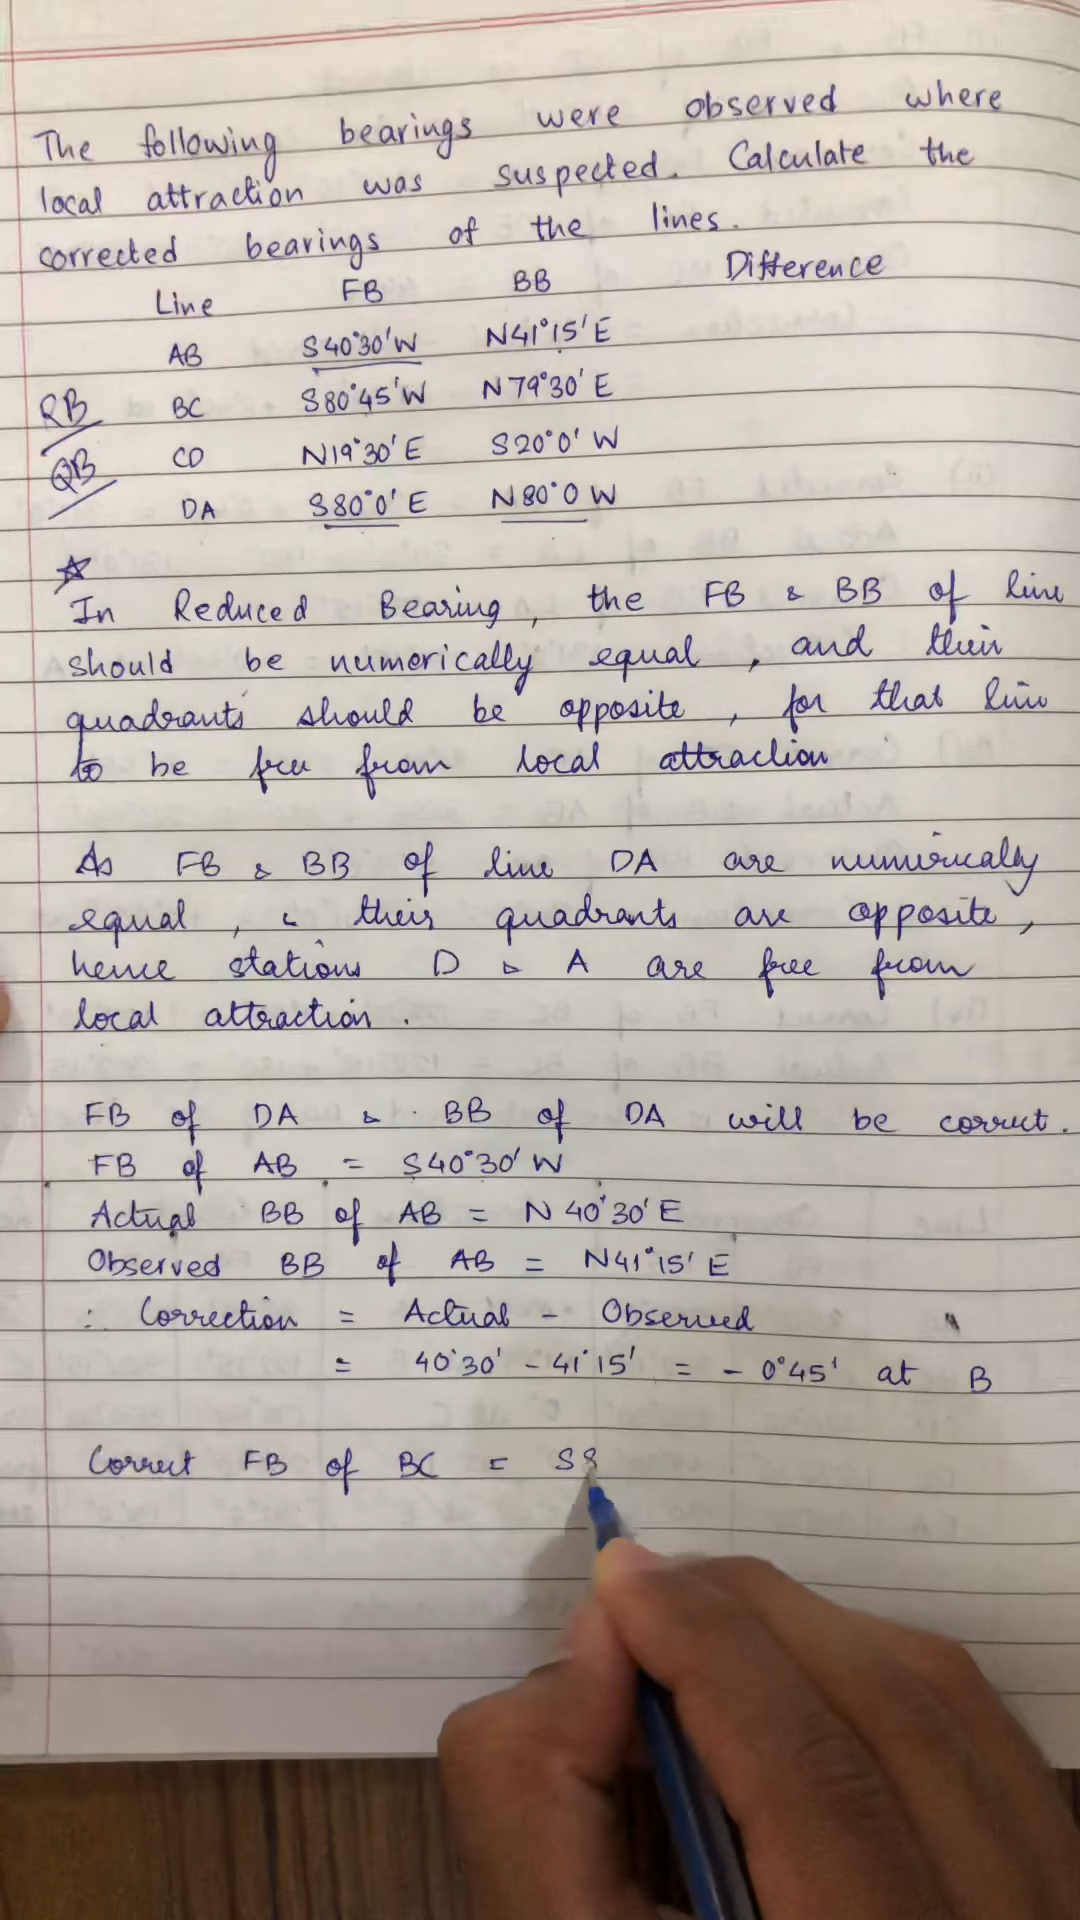 The following bearings were observed where
local attraction was suspected. Calculate the
corrected bearings of the lines.
Line FB BB Difference
AB S40°30'W N41°15'E
RB BC S80°45'W N79°30'E
QB CD N19°30'E S20°0'W
DA S80°0'E N80°0W
☆
In Reduced Bearing, the FB & BB of line
should be numerically equal, and their
quadrants should be opposite, for that line
to be free from local attraction
As FB & BB of line DA are numerically
equal, & their quadrants are opposite,
hence stations D & A are free from
local attraction.
FB of DA & BB of DA will be correct.
FB of AB = S40°30'W
Actual BB of AB = N40°30'E
Observed BB of AB = N41°15'E
∴ Correction = Actual - Observed
= 40°30' - 41°15' = - 0°45' at B
Correct FB of BC = S8